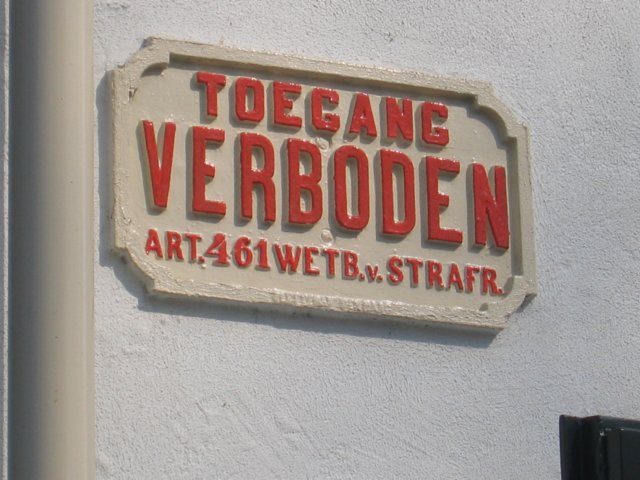 TOEGANG
VERBODEN
ART. 461 WETB. v. STRAFR.